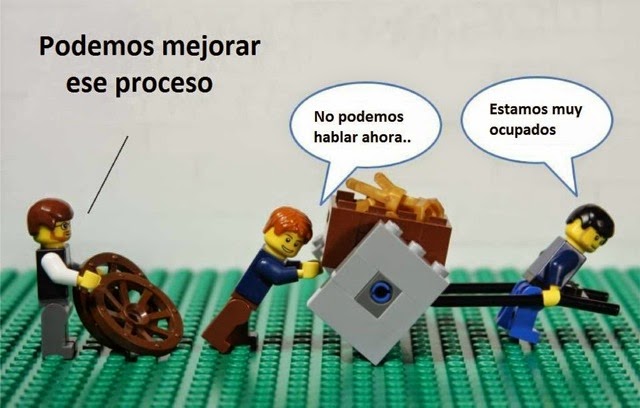 Podemos mejorar
ese proceso
No podemos
hablar ahora..
Estamos muy
ocupados